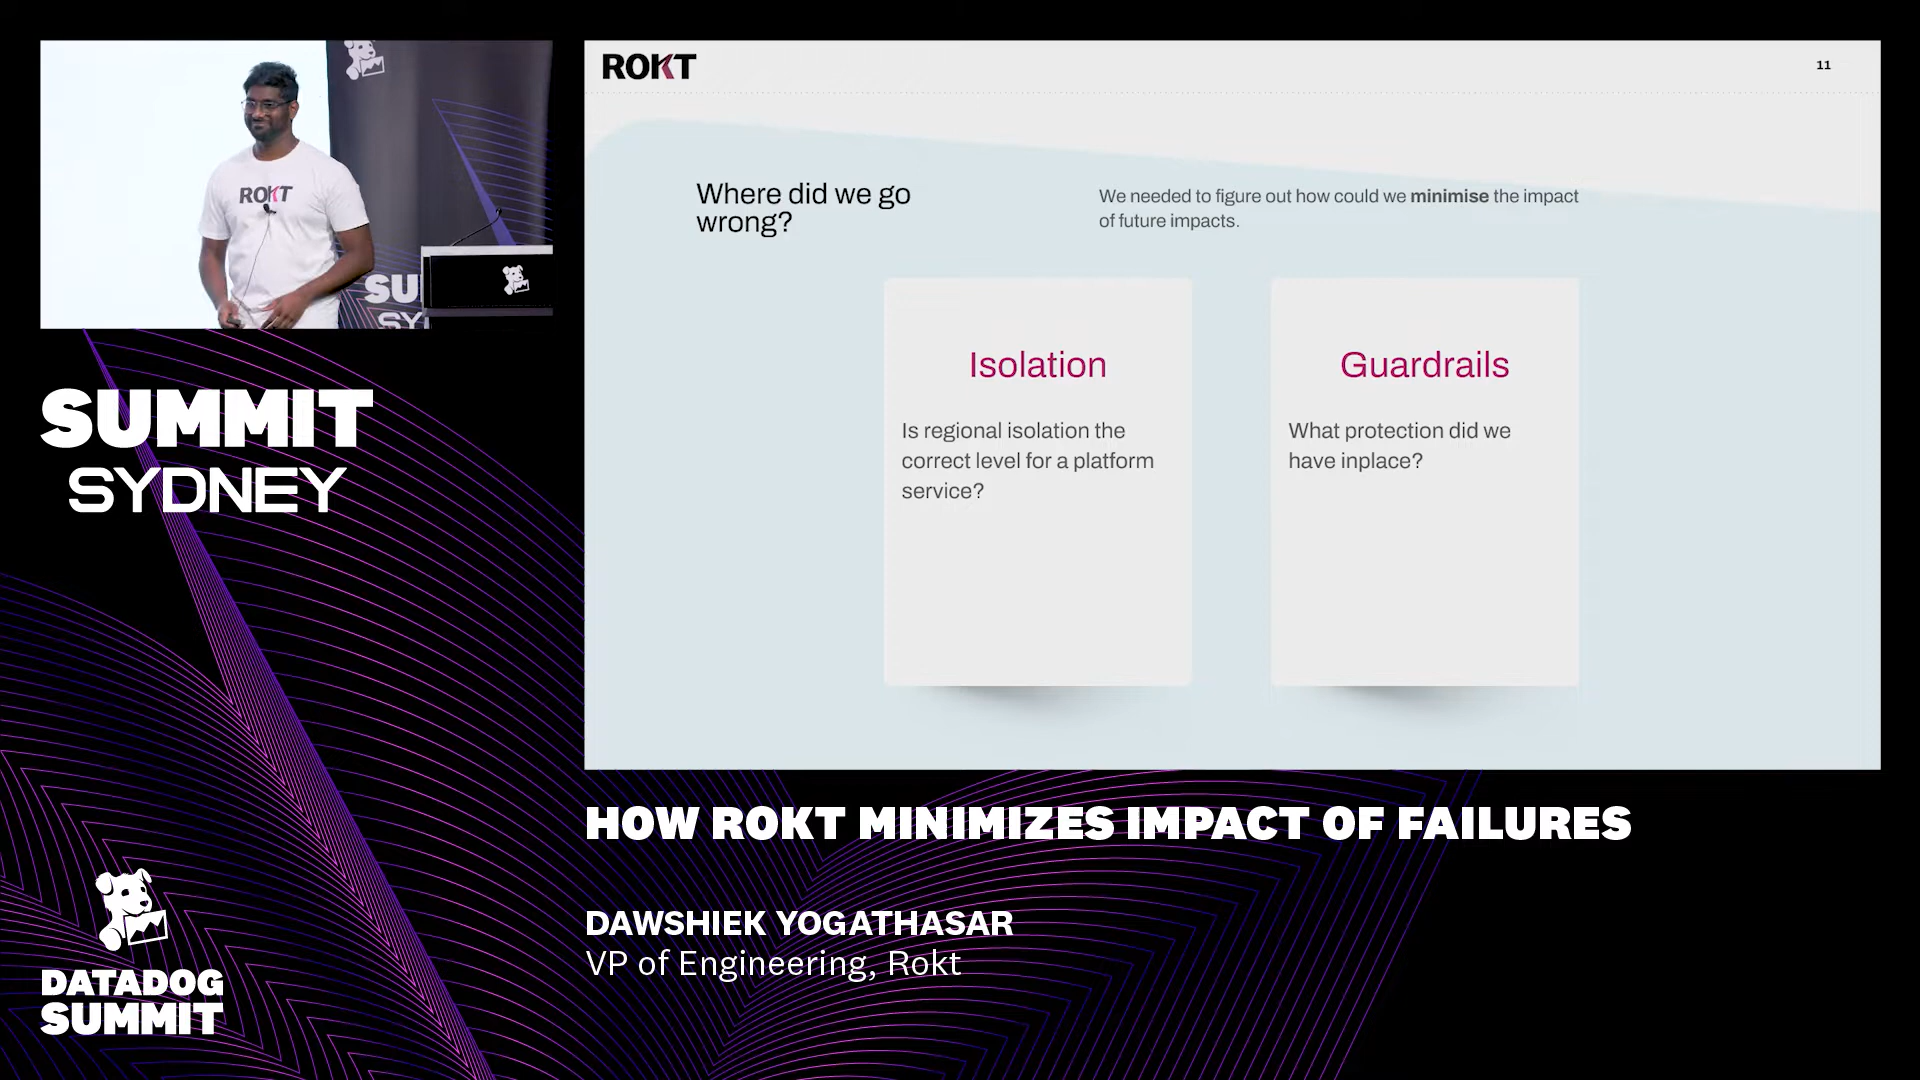 ROKT
SU
SY
SUMMIT
SYDNEY
DATADOG
SUMMIT
ROKT
11
Where did we go
wrong?
We needed to figure out how could we minimise the impact
of future impacts.
Isolation
Is regional isolation the
correct level for a platform
service?
Guardrails
What protection did we
have inplace?
HOW ROKT MINIMIZES IMPACT OF FAILURES
DAWSHIEK YOGATHASAR
VP of Engineering, Rokt